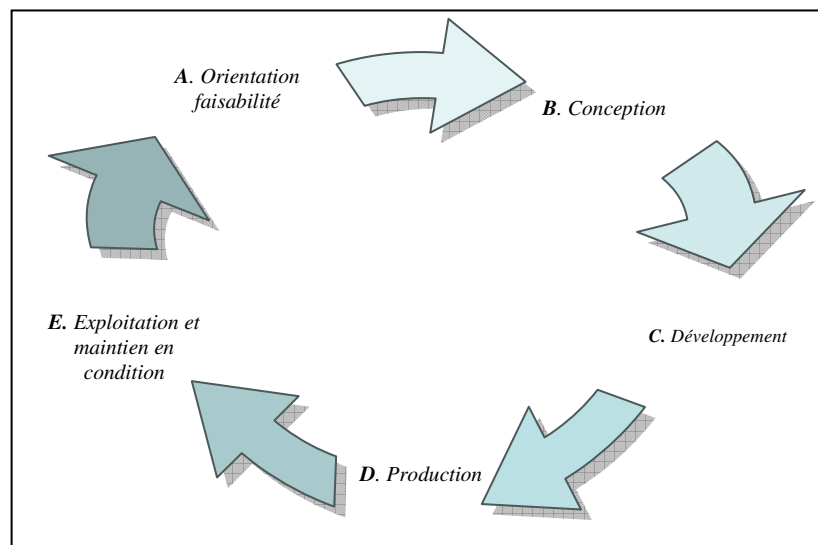 A. Orientation
faisabilité
B. Conception
C. Développement
D. Production
E. Exploitation et
maintien en
condition